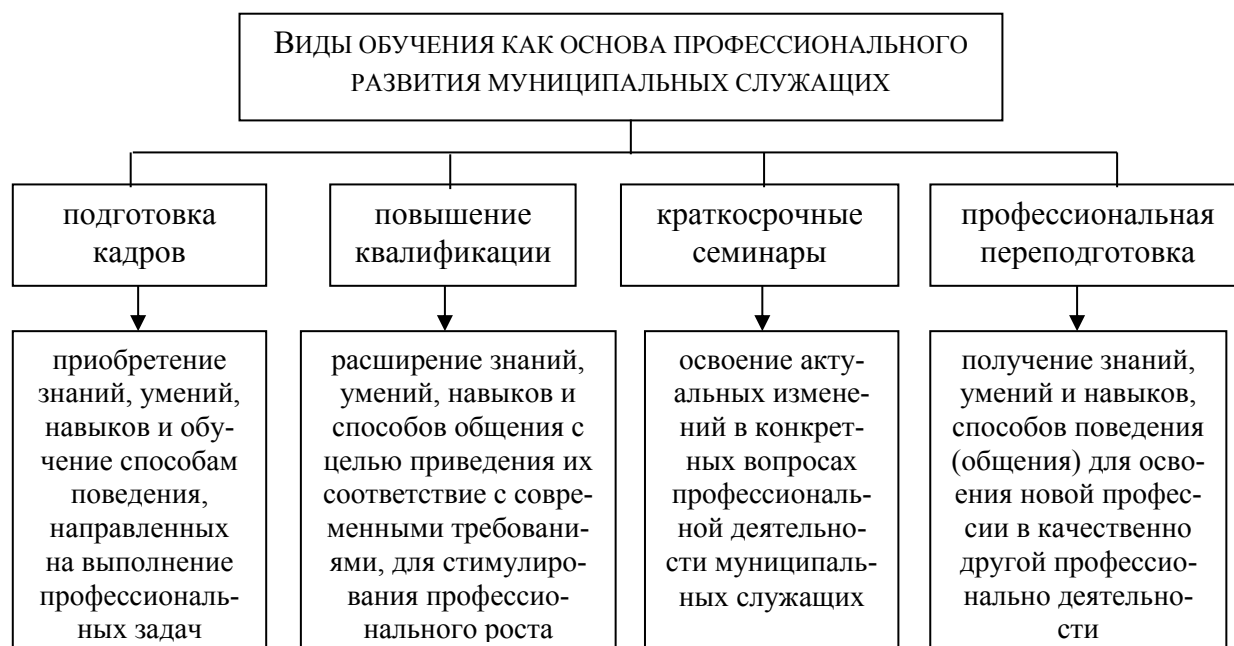 ВИДЫ ОБУЧЕНИЯ КАК ОСНОВА ПРОФЕССИОНАЛЬНОГО
РАЗВИТИЯ МУНИЦИПАЛЬНЫХ СЛУЖАЩИХ
подготовка
кадров
повышение
квалификации
краткосрочные
семинары
профессиональная
переподготовка
приобретение
знаний, умений,
навыков и обу-
чение способам
поведения,
направленных
на выполнение
профессиональ-
ных задач
расширение знаний,
умений, навыков и
способов общения с
целью приведения их
соответствие с совре-
менными требовани-
ями, для стимулиро-
вания профессио-
нального роста
освоение акту-
альных измене-
ний в конкрет-
ных вопросах
профессиональ-
ной деятельно-
сти муниципаль-
ных служащих
получение знаний,
умений и навыков,
способов поведения
(общения) для осво-
ения новой профес-
сии в качественно
другой профессио-
нально деятельно-
сти